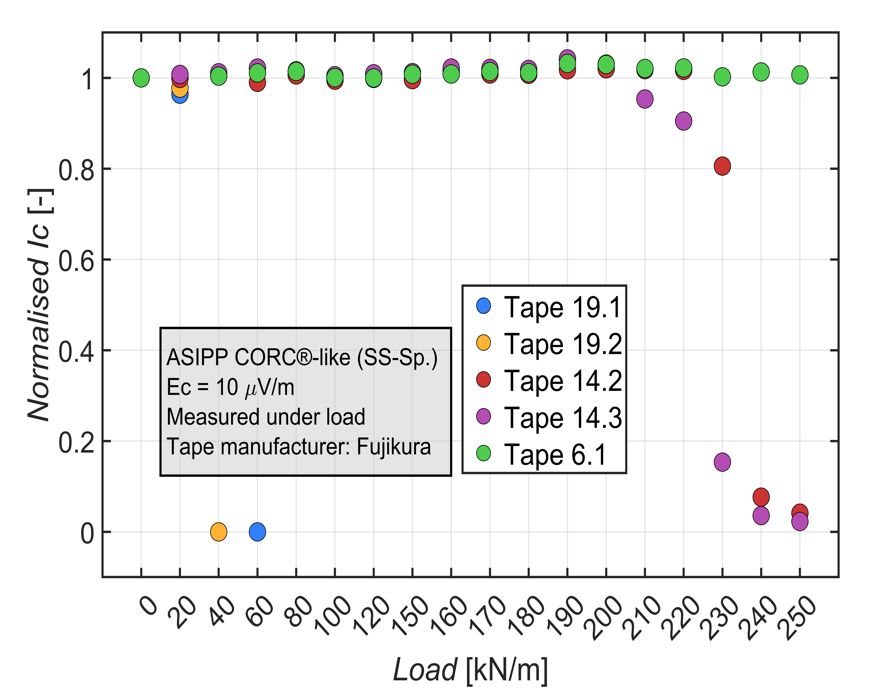 1
0.8
0.6
0.4
0.2
0
Normalised Ic [-]
ASIPP CORC®-like (SS-Sp.)
Ec = 10 μV/m
Measured under load
Tape manufacturer: Fujikura
Tape 19.1
Tape 19.2
Tape 14.2
Tape 14.3
Tape 6.1
0 20 40 60 80 100 120 150 160 170 180 190 200 210 220 230 240 250
Load [kN/m]